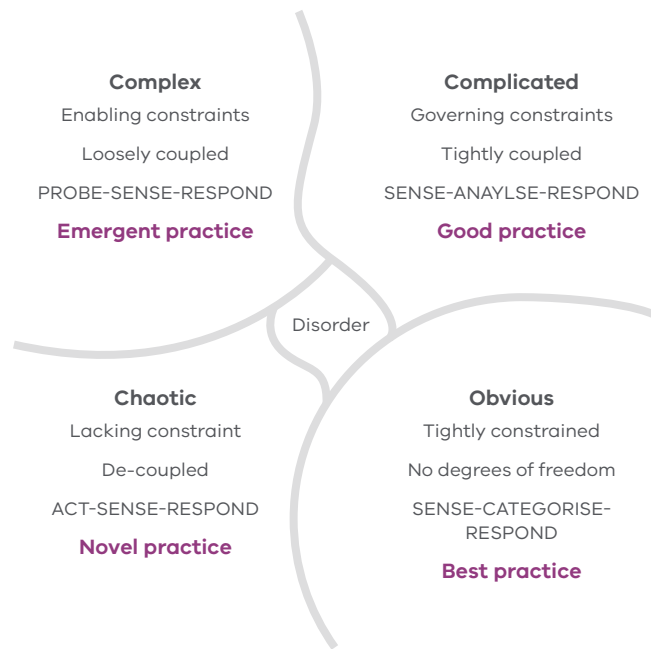 Complex
Enabling constraints
Loosely coupled
PROBE-SENSE-RESPOND
Emergent practice
Complicated
Governing constraints
Tightly coupled
SENSE-ANAYLSE-RESPOND
Good practice
Disorder
Chaotic
Lacking constraint
De-coupled
ACT-SENSE-RESPOND
Novel practice
Obvious
Tightly constrained
No degrees of freedom
SENSE-CATEGORISE-
RESPOND
Best practice